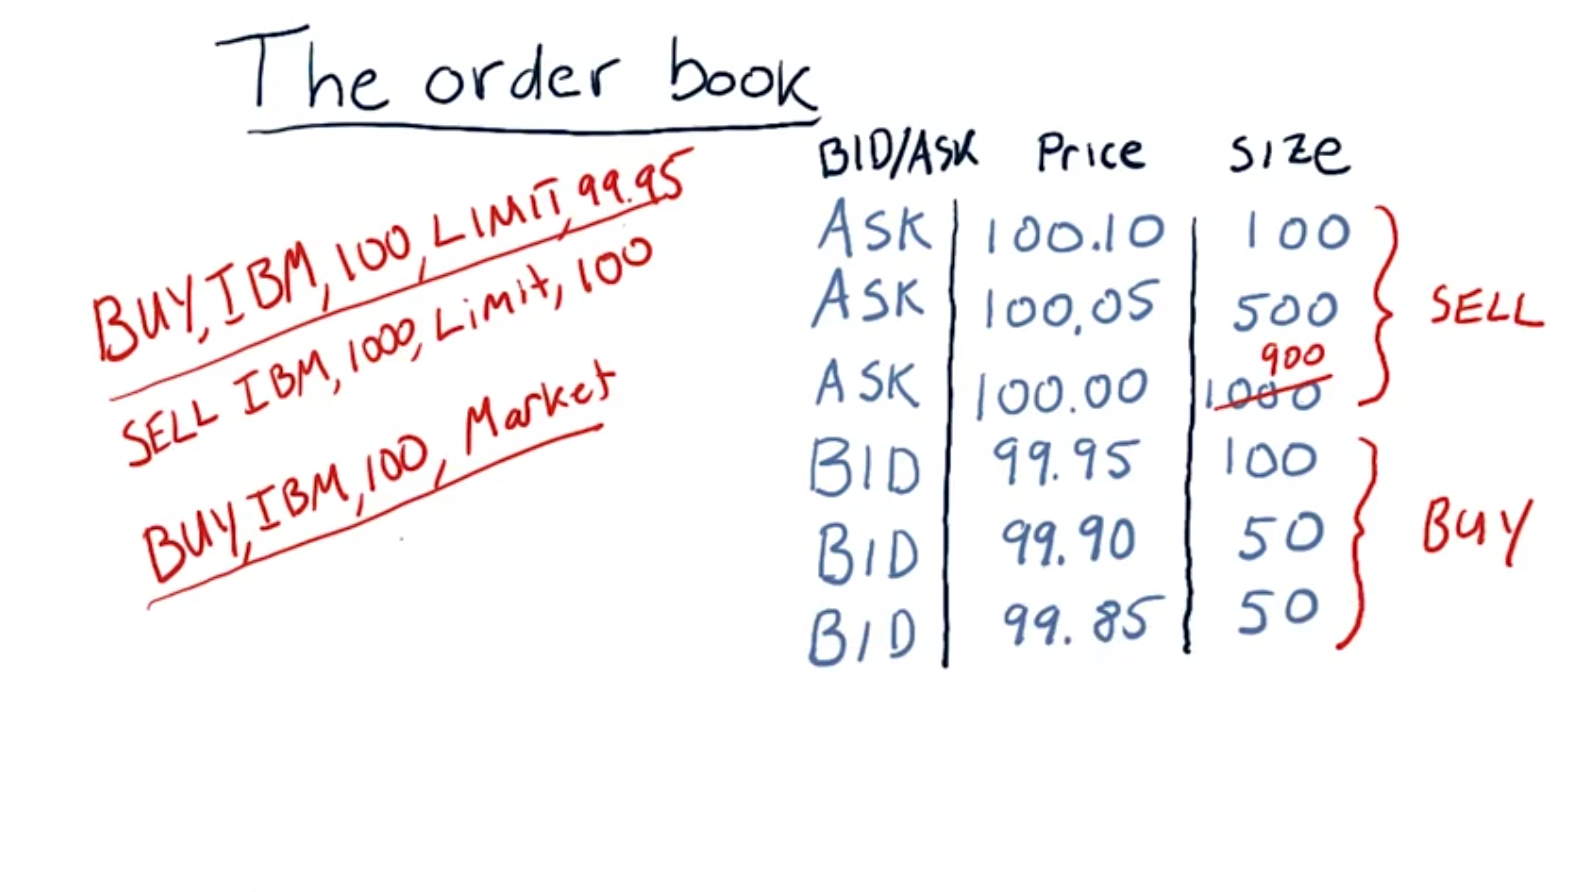 The order book
BUY, IBM, 100, LIMIT, 99.95
SELL IBM, 1000, Limit, 100
BUY, IBM, 100, Market
BID/ASK Price SIZE
ASK 100.10 100
ASK 100.05 500
900
ASK 100.00 1000
BID 99.95 100
BID 99.90 50
BID 99.85 50
SELL
BUY